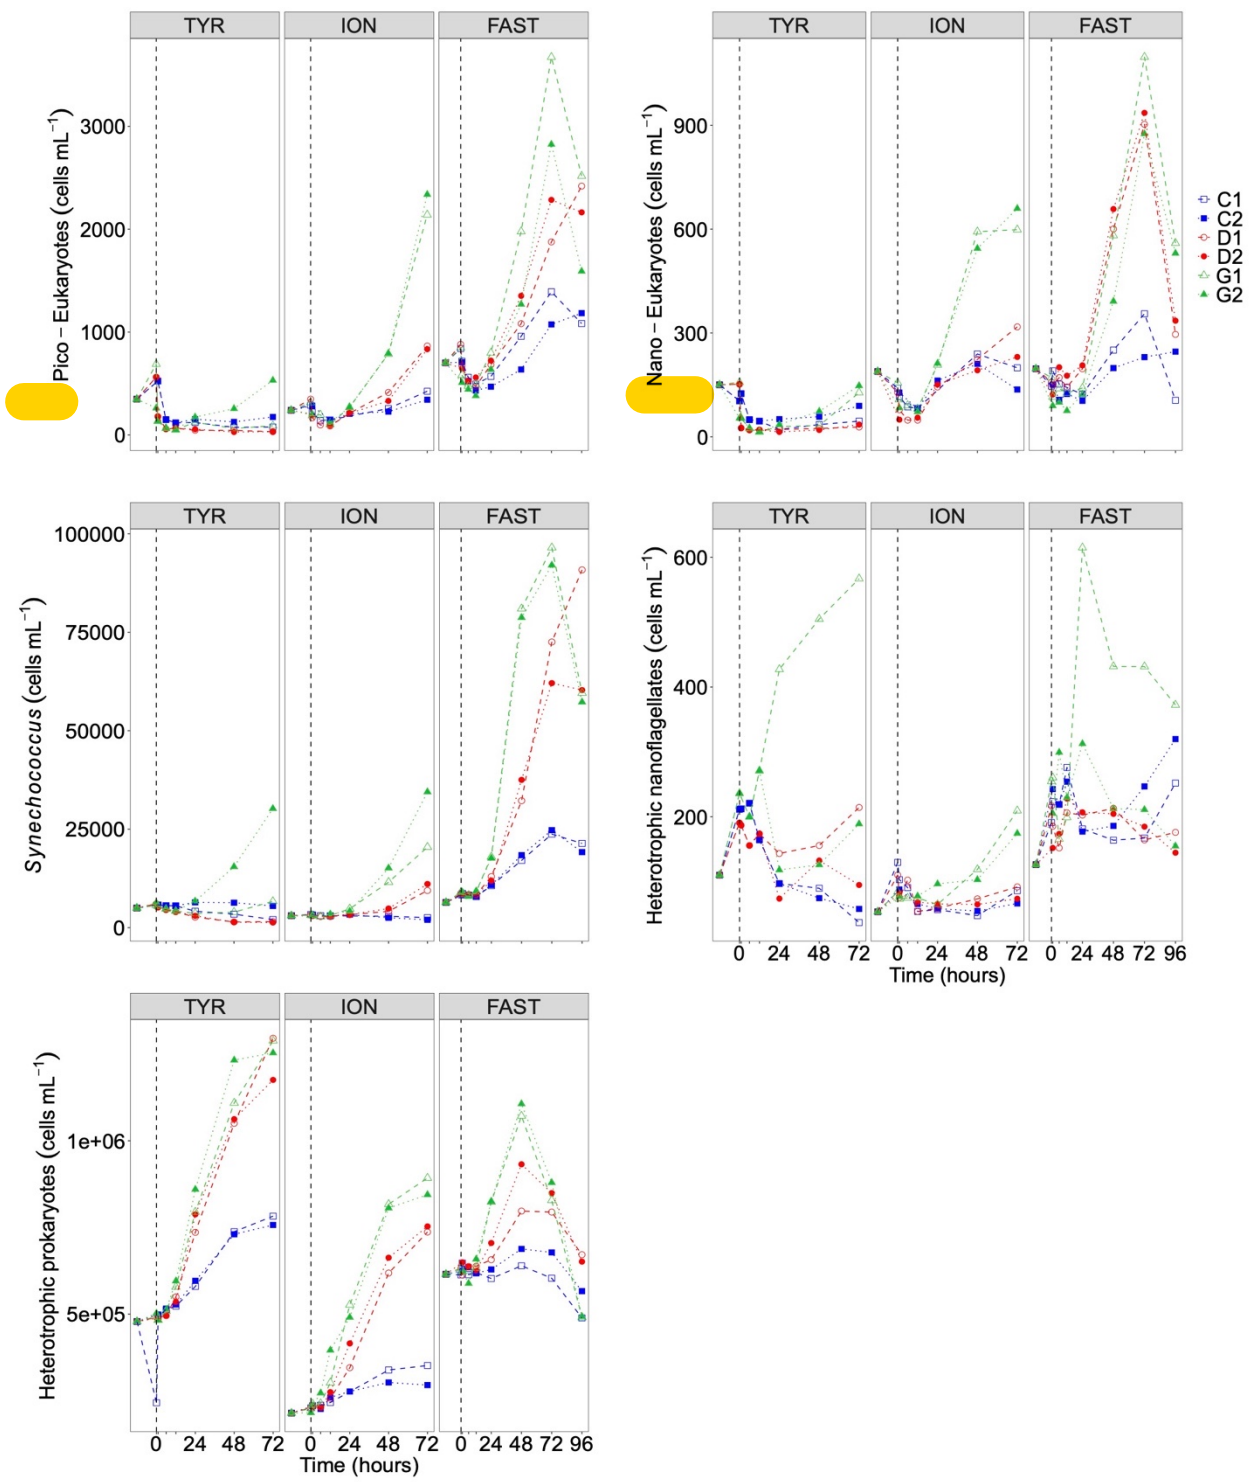 TYR ION FAST
Pico − Eukaryotes (cells mL−1)
3000
2000
1000
0
TYR ION FAST
Nano − Eukaryotes (cells mL−1)
900
600
300
0
C1
C2
D1
D2
G1
G2
TYR ION FAST
Synechococcus (cells mL−1)
100000
75000
50000
25000
0
TYR ION FAST
Heterotrophic nanoflagellates (cells mL−1)
600
400
200
0 24 48 72 0 24 48 72 0 24 48 72 96
Time (hours)
TYR ION FAST
Heterotrophic prokaryotes (cells mL−1)
1e+06
5e+05
0 24 48 72 0 24 48 72 0 24 48 72 96
Time (hours)